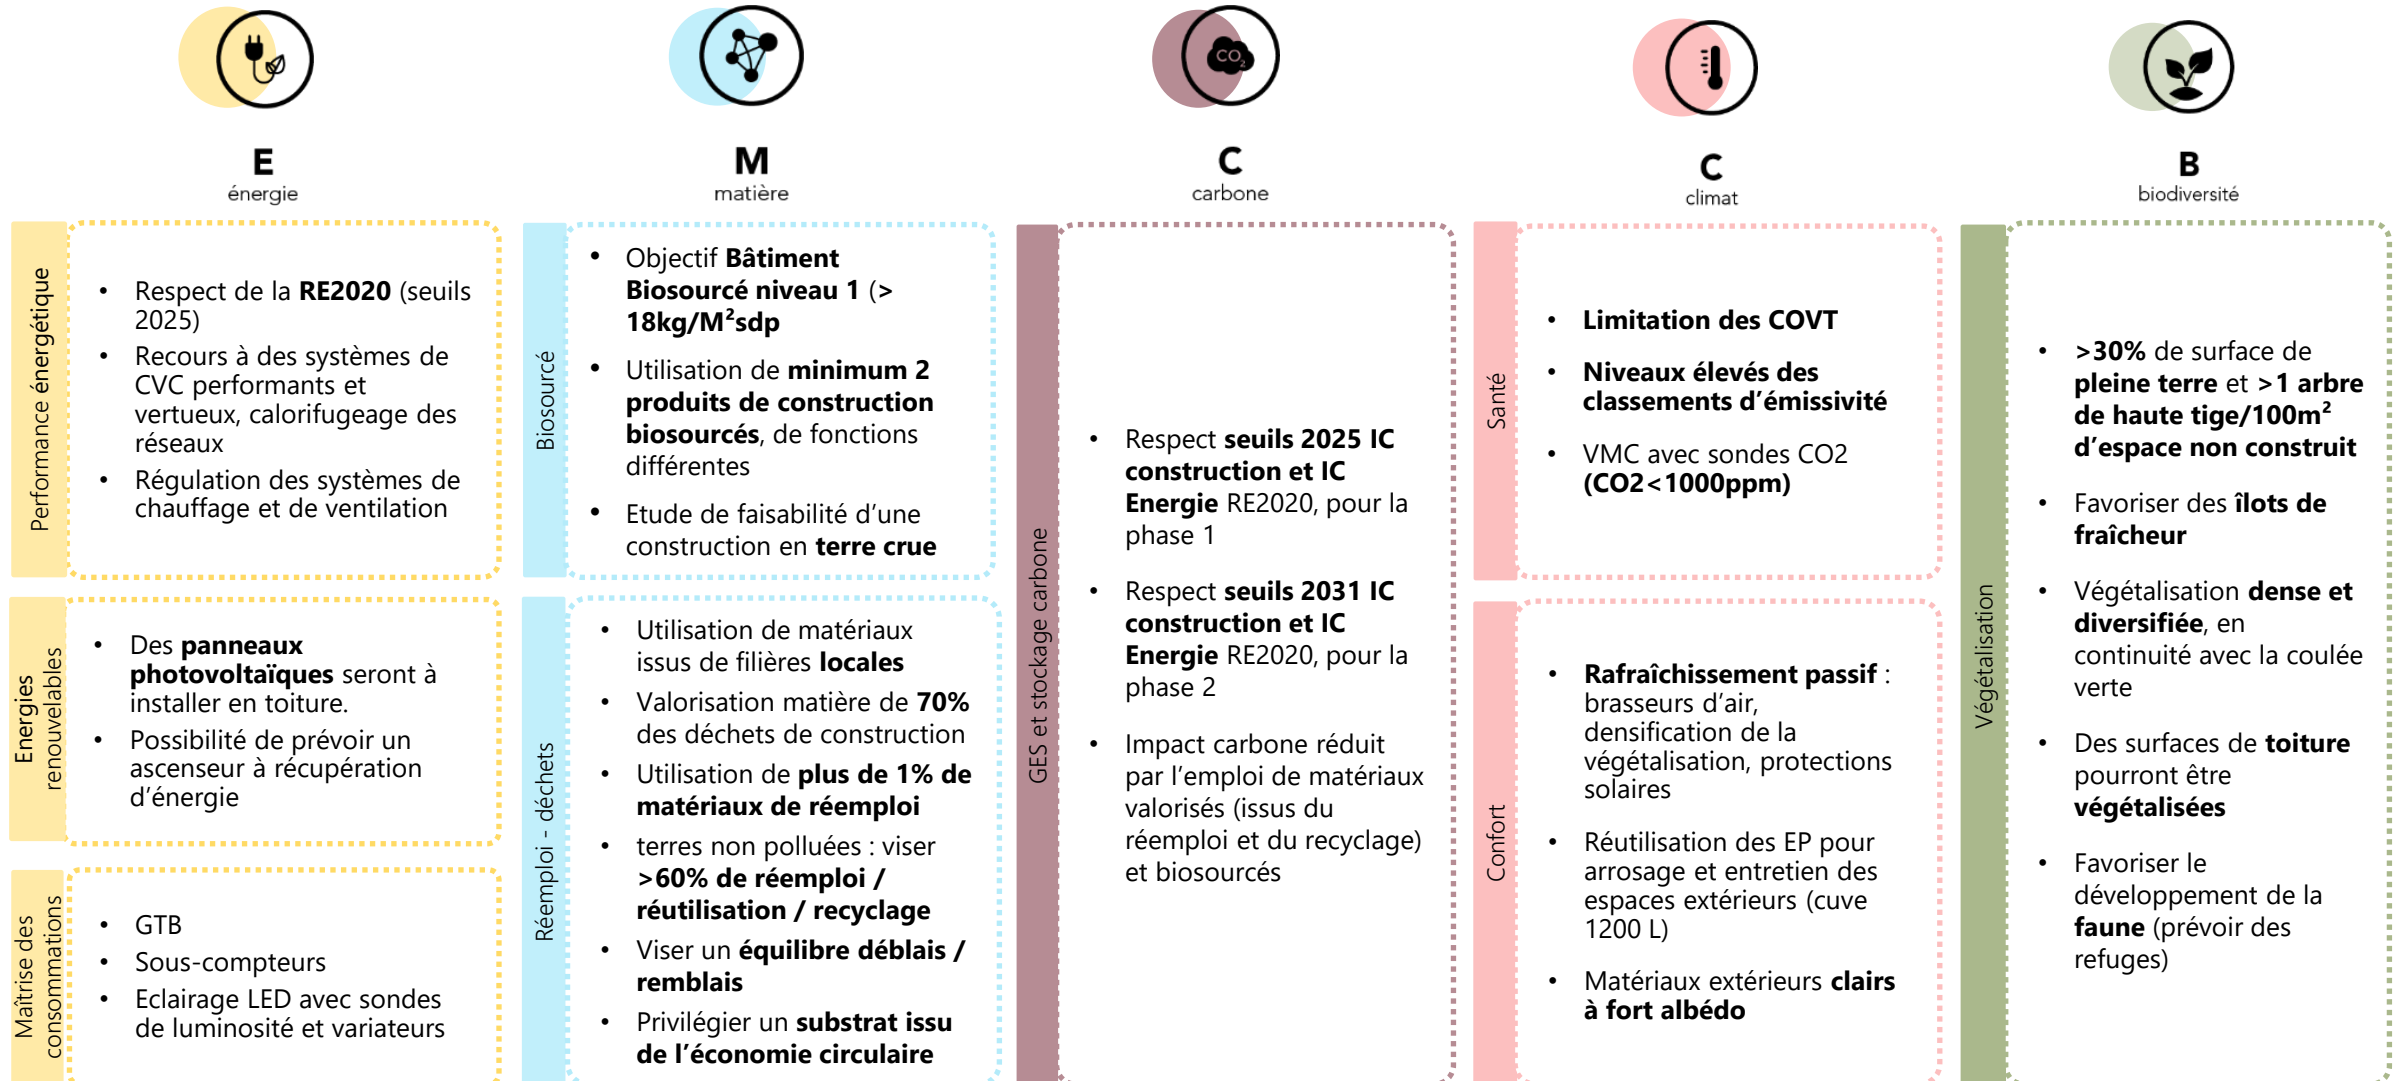 E
énergie
Performance énergétique
• Respect de la RE2020 (seuils
2025)
• Recours à des systèmes de
CVC performants et
vertueux, calorifugeage des
réseaux
• Régulation des systèmes de
chauffage et de ventilation
Energies
renouvelables
• Des panneaux
photovoltaïques seront à
installer en toiture.
• Possibilité de prévoir un
ascenseur à récupération
d'énergie
Maîtrise des
consommations
• GTB
• Sous-compteurs
• Eclairage LED avec sondes
de luminosité et variateurs
M
matière
Biosourcé
• Objectif Bâtiment
Biosourcé niveau 1 (>
18kg/M²sdp
• Utilisation de minimum 2
produits de construction
biosourcés, de fonctions
différentes
• Etude de faisabilité d'une
construction en terre crue
Réemploi - déchets
• Utilisation de matériaux
issus de filières locales
• Valorisation matière de 70%
des déchets de construction
• Utilisation de plus de 1% de
matériaux de réemploi
• terres non polluées : viser
>60% de réemploi /
réutilisation / recyclage
• Viser un équilibre déblais /
remblais
• Privilégier un substrat issu
de l'économie circulaire
CO₂
C
carbone
GES et stockage carbone
• Respect seuils 2025 IC
construction et IC
Energie RE2020, pour la
phase 1
• Respect seuils 2031 IC
construction et IC
Energie RE2020, pour la
phase 2
• Impact carbone réduit
par l'emploi de matériaux
valorisés (issus du
réemploi et du recyclage)
et biosourcés
C
climat
Santé
• Limitation des COVT
• Niveaux élevés des
classements d'émissivité
• VMC avec sondes CO2
(CO2<1000ppm)
Confort
• Rafraîchissement passif :
brasseurs d'air,
densification de la
végétalisation, protections
solaires
• Réutilisation des EP pour
arrosage et entretien des
espaces extérieurs (cuve
1200 L)
• Matériaux extérieurs clairs
à fort albédo
B
biodiversité
Végétalisation
• >30% de surface de
pleine terre et >1 arbre
de haute tige/100m²
d'espace non construit
• Favoriser des îlots de
fraîcheur
• Végétalisation dense et
diversifiée, en
continuité avec la coulée
verte
• Des surfaces de toiture
pourront être
végétalisées
• Favoriser le
développement de la
faune (prévoir des
refuges)